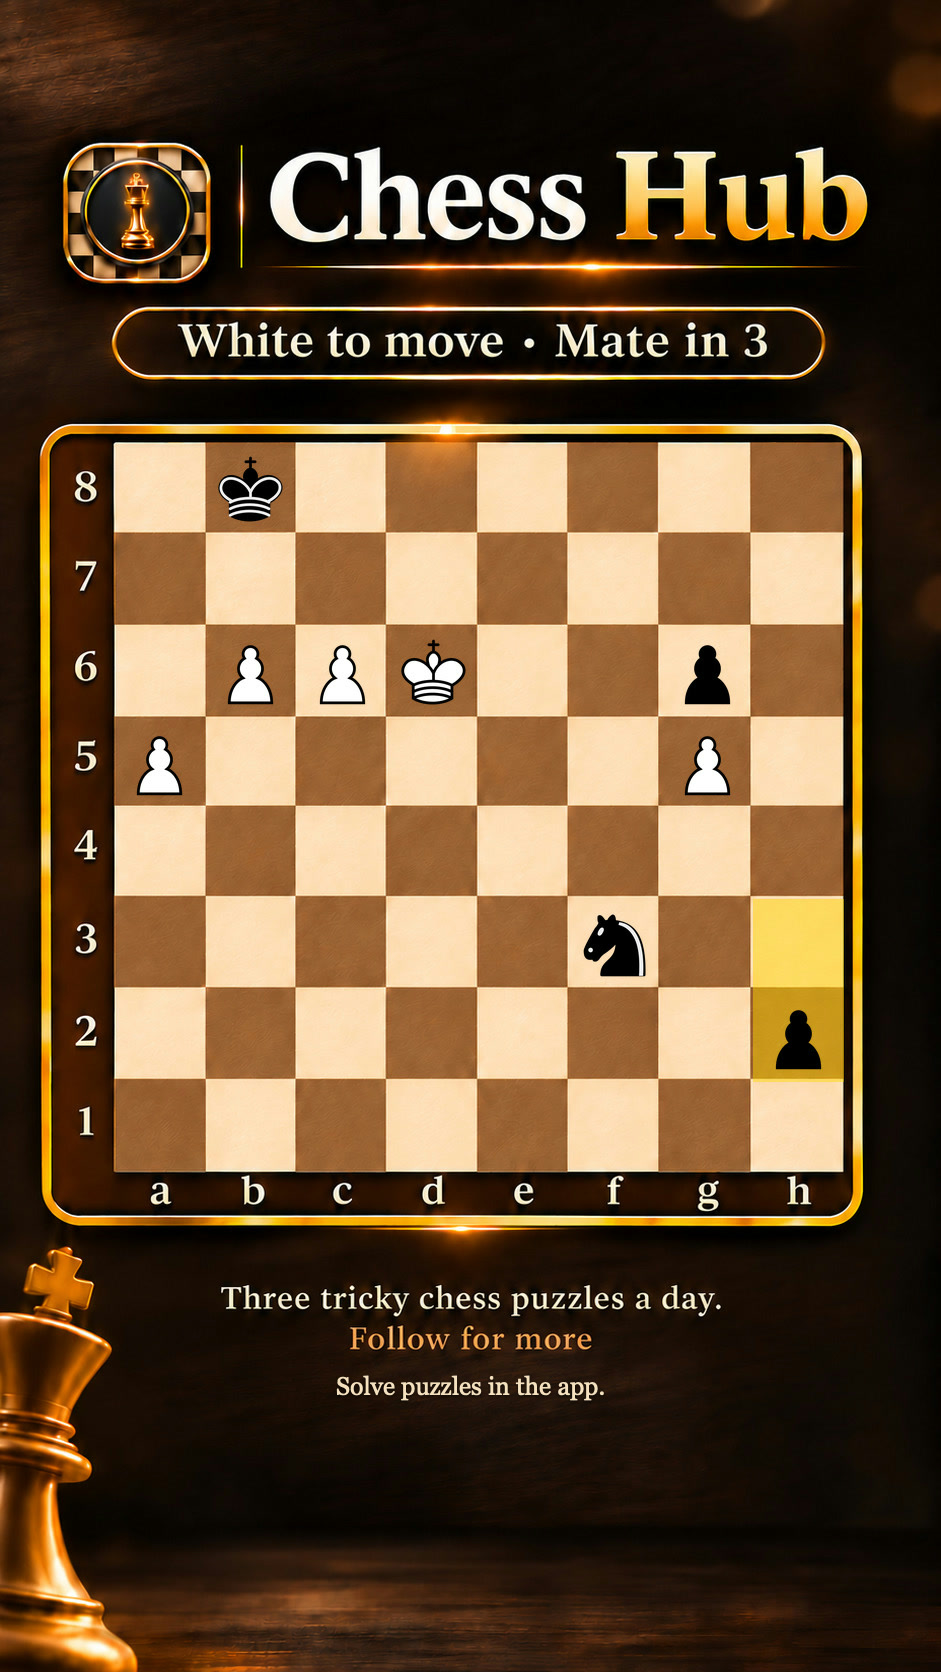 Chess Hub
White to move • Mate in 3
8
7
6
5
4
3
2
1
a b c d e f g h
Three tricky chess puzzles a day.
Follow for more
Solve puzzles in the app.